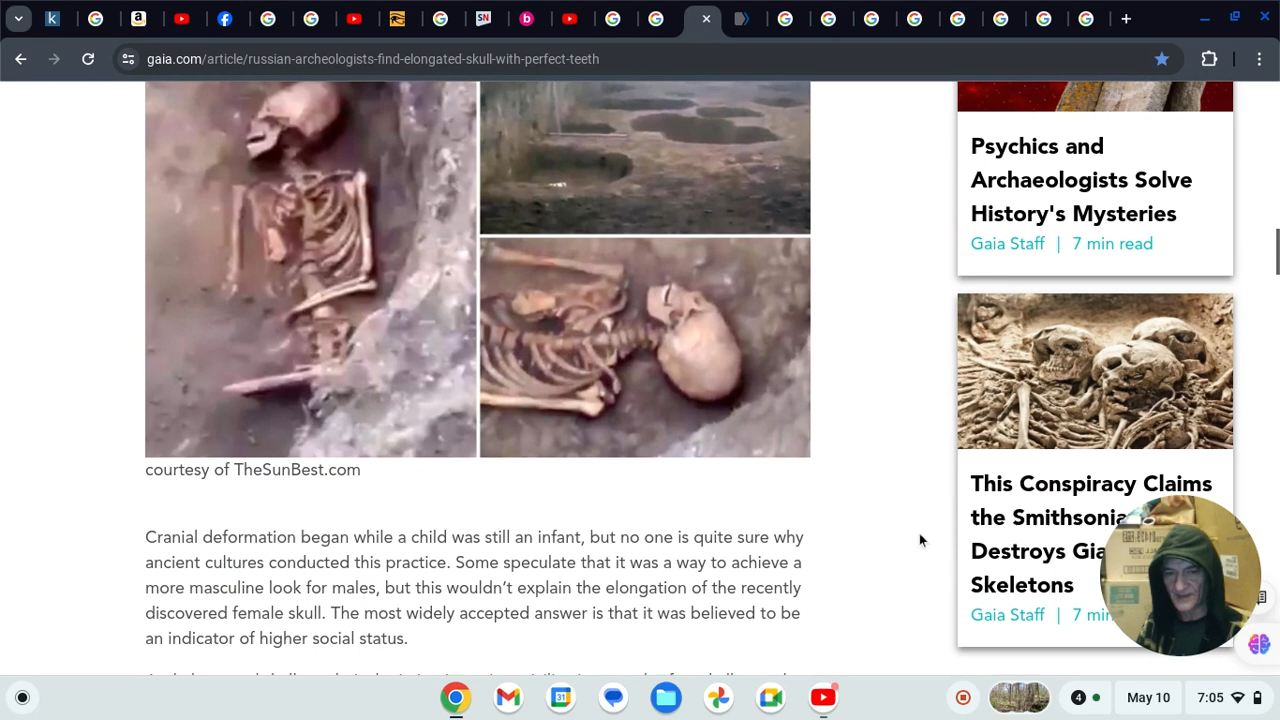 gaia.com/article/russian-archeologists-find-elongated-skull-with-perfect-teeth
courtesy of TheSunBest.com
Cranial deformation began while a child was still an infant, but no one is quite sure why
ancient cultures conducted this practice. Some speculate that it was a way to achieve a
more masculine look for males, but this wouldn't explain the elongation of the recently
discovered female skull. The most widely accepted answer is that it was believed to be
an indicator of higher social status.
Psychics and
Archaeologists Solve
History's Mysteries
Gaia Staff | 7 min read
This Conspiracy Claims
the Smithsonia
Destroys Gia
Skeletons
Gaia Staff | 7 min
4
May 10
7:05